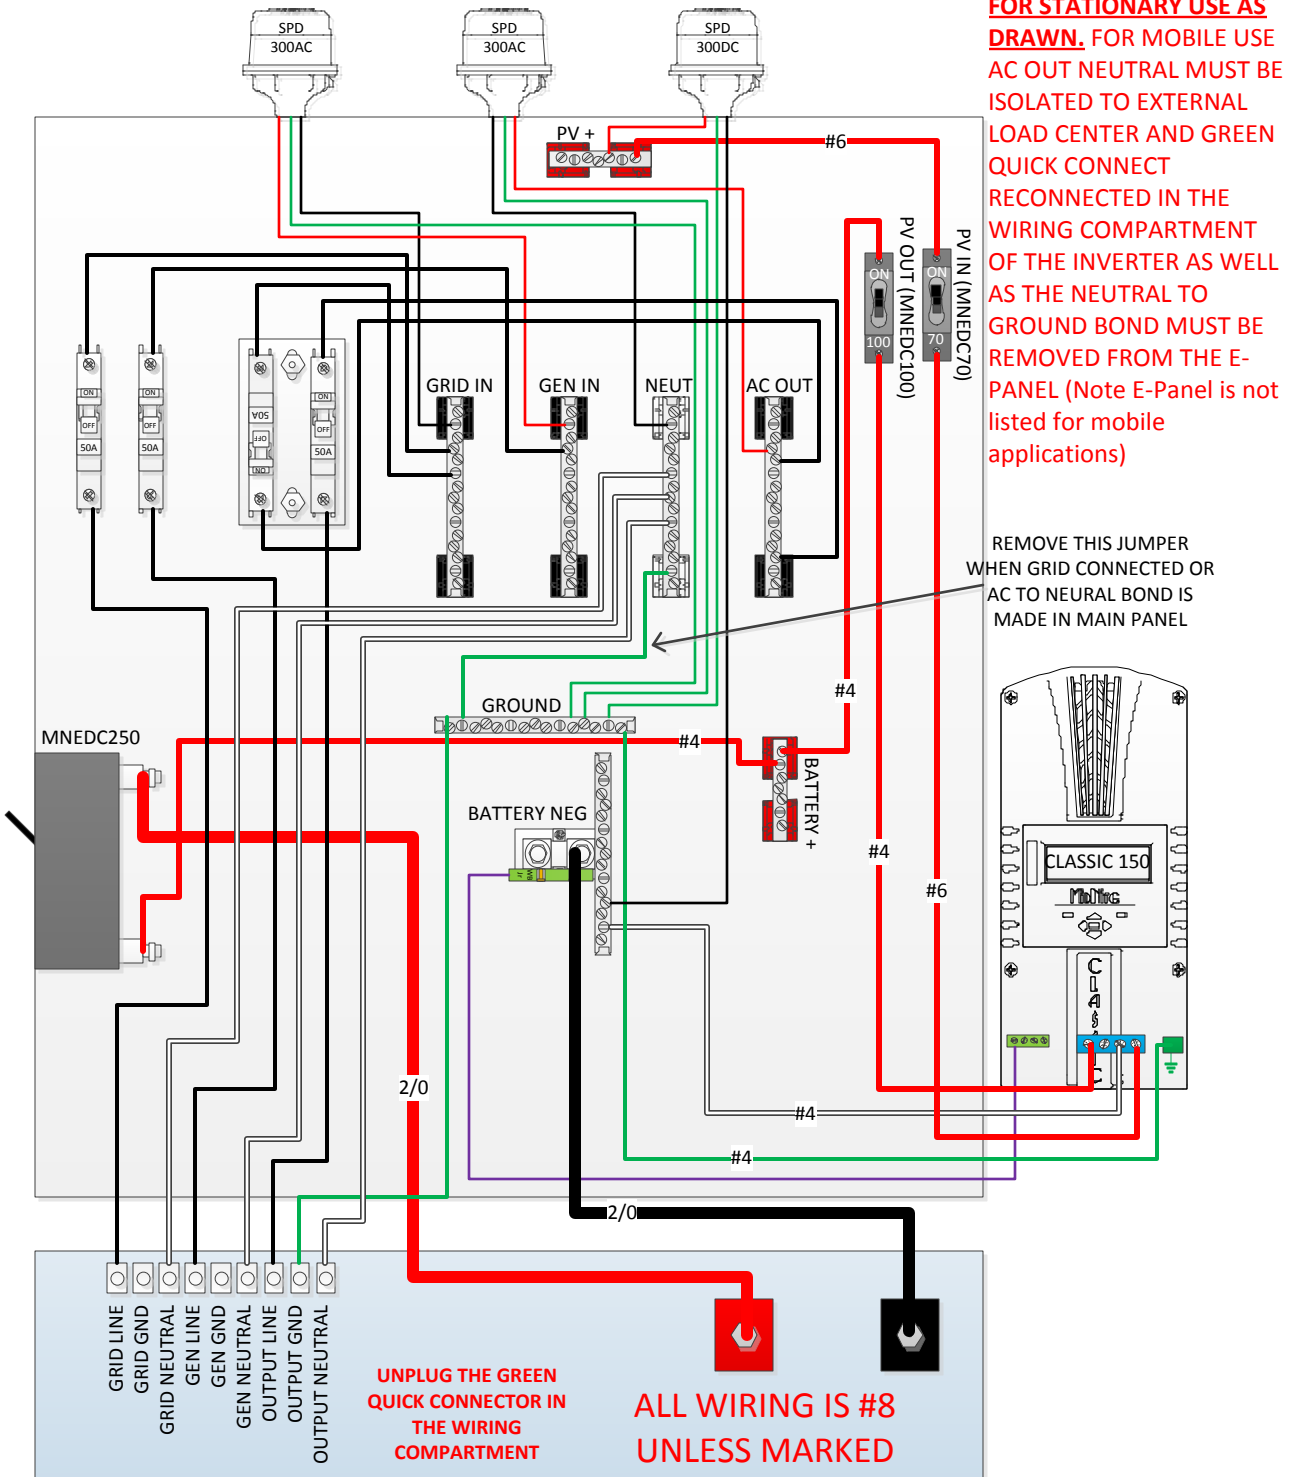 SPD
300AC
SPD
300AC
SPD
300DC
FOR STATIONARY USE AS
DRAWN. FOR MOBILE USE
AC OUT NEUTRAL MUST BE
ISOLATED TO EXTERNAL
LOAD CENTER AND GREEN
QUICK CONNECT
RECONNECTED IN THE
WIRING COMPARTMENT
OF THE INVERTER AS WELL
AS THE NEUTRAL TO
GROUND BOND MUST BE
REMOVED FROM THE E-
PANEL (Note E-Panel is not
listed for mobile
applications)
PV +
#6
PV OUT (MNEDC100)
PV IN (MNEDC70)
ON
100
ON
70
ON
OFF
50A
ON
OFF
50A
50A
OFF
ON
ON
OFF
50A
GRID IN
GEN IN
NEUT
AC OUT
REMOVE THIS JUMPER
WHEN GRID CONNECTED OR
AC TO NEURAL BOND IS
MADE IN MAIN PANEL
#4
GROUND
MNEDC250
#4
BATTERY +
BATTERY NEG
WB
Jr
#4
#6
CLASSIC 150
MidNite
CLASSIC
2/0
#4
#4
2/0
GRID LINE
GRID GND
GRID NEUTRAL
GEN LINE
GEN GND
GEN NEUTRAL
OUTPUT LINE
OUTPUT GND
OUTPUT NEUTRAL
UNPLUG THE GREEN
QUICK CONNECTOR IN
THE WIRING
COMPARTMENT
ALL WIRING IS #8
UNLESS MARKED